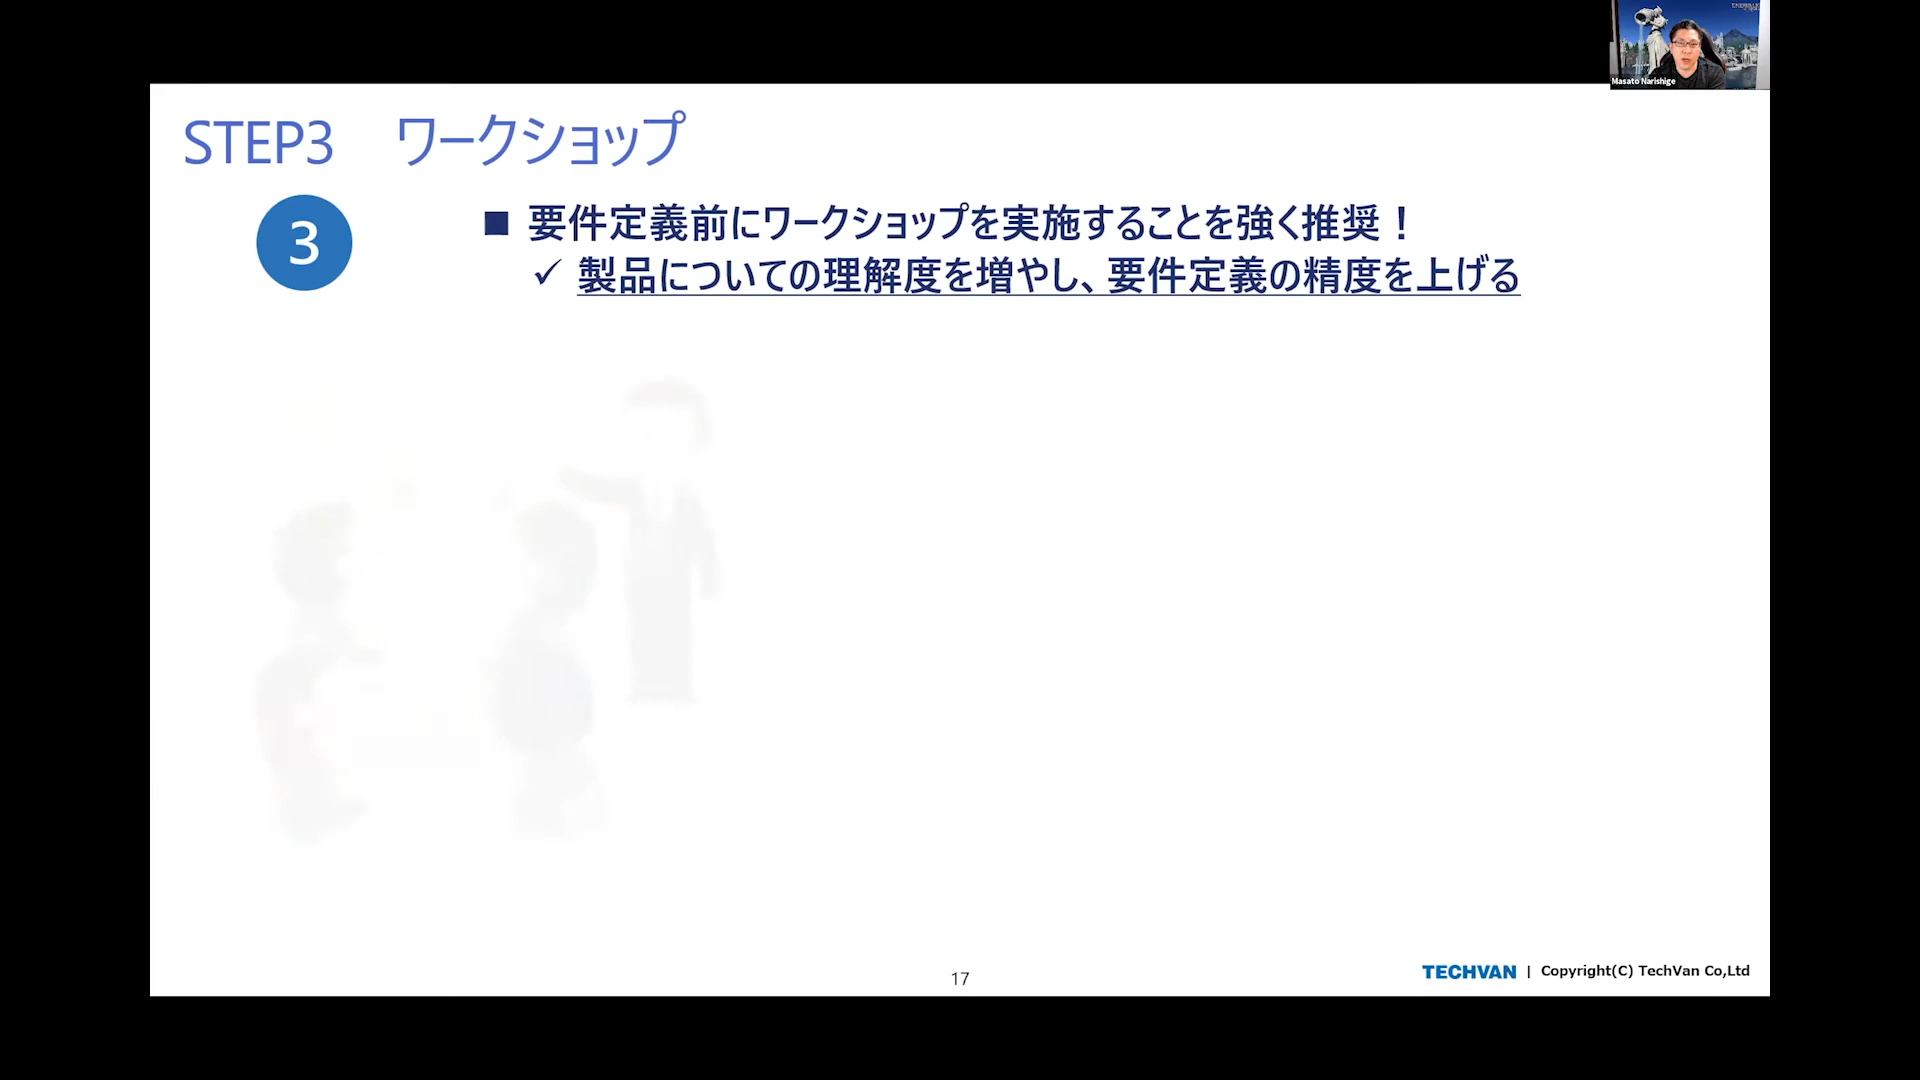 Masato Narishige
STEP3 ワークショップ
3
■ 要件定義前にワークショップを実施することを強く推奨！
✓ 製品についての理解度を増やし、要件定義の精度を上げる
17
TECHVAN | Copyright(C) TechVan Co,Ltd